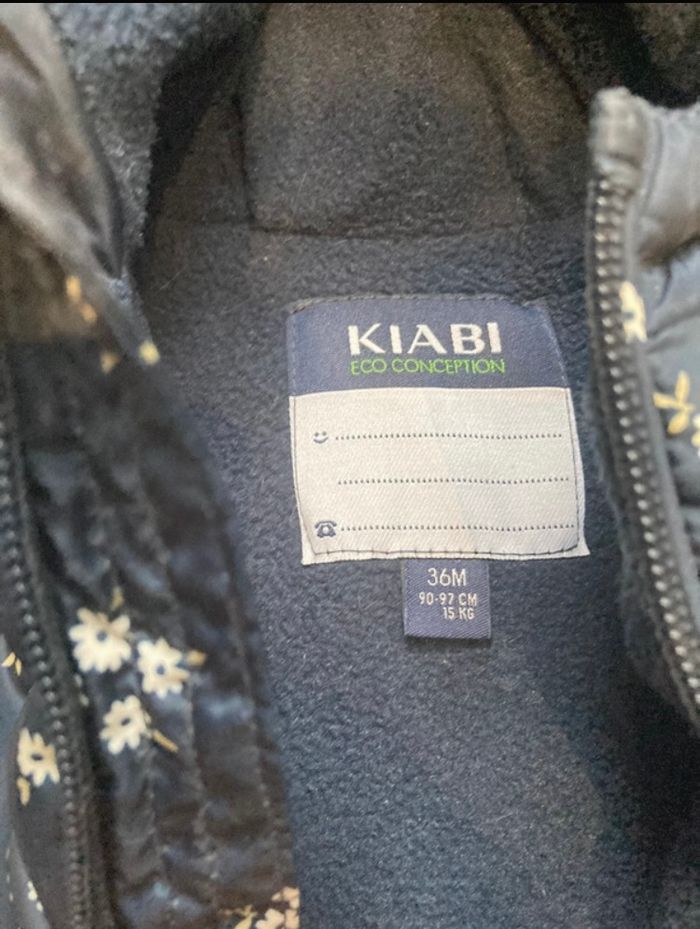 KIABI
ECO CONCEPTION
36M
90-97 CM
15 KG